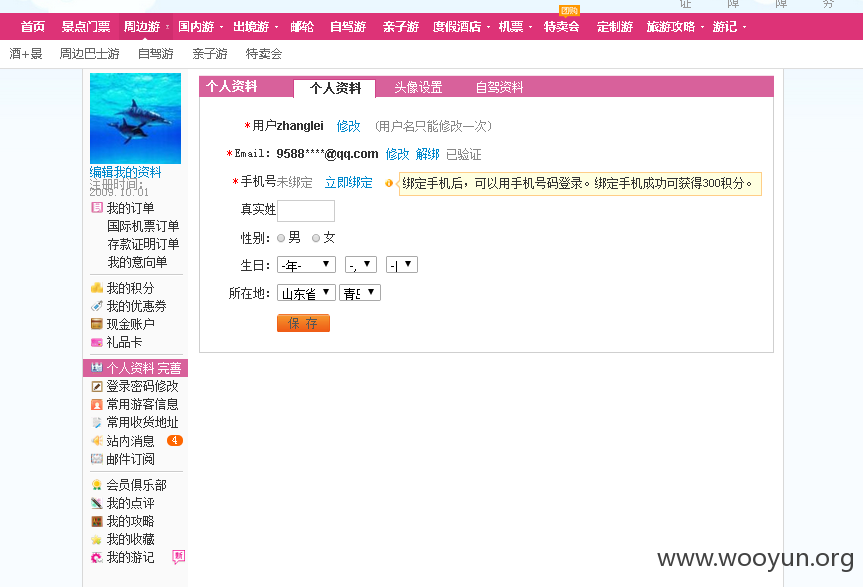 证 障 障 务
团购
首页 景点门票 周边游 国内游 出境游 邮轮 自驾游 亲子游 度假酒店 机票 特卖会 定制游 旅游攻略 游记
酒+景 周边巴士游 自驾游 亲子游 特卖会
个人资料 个人资料 头像设置 自驾资料
*用户zhanglei 修改 (用户名只能修改一次)
*Email: 9588****@qq.com 修改 解绑 已验证
*手机号未绑定 立即绑定 绑定手机后,可以用手机号码登录。绑定手机成功可获得300积分。
真实姓
性别: 男 女
生日: -年-
所在地: 山东省 青岛
保 存
编辑我的资料
注册时间:
2009.10.01
我的订单
国际机票订单
存款证明订单
我的意向单
我的积分
我的优惠券
现金账户
礼品卡
个人资料 完善
登录密码修改
常用游客信息
常用收货地址
站内消息 4
邮件订阅
会员俱乐部
我的点评
我的攻略
我的收藏
我的游记 新
www.wooyun.org